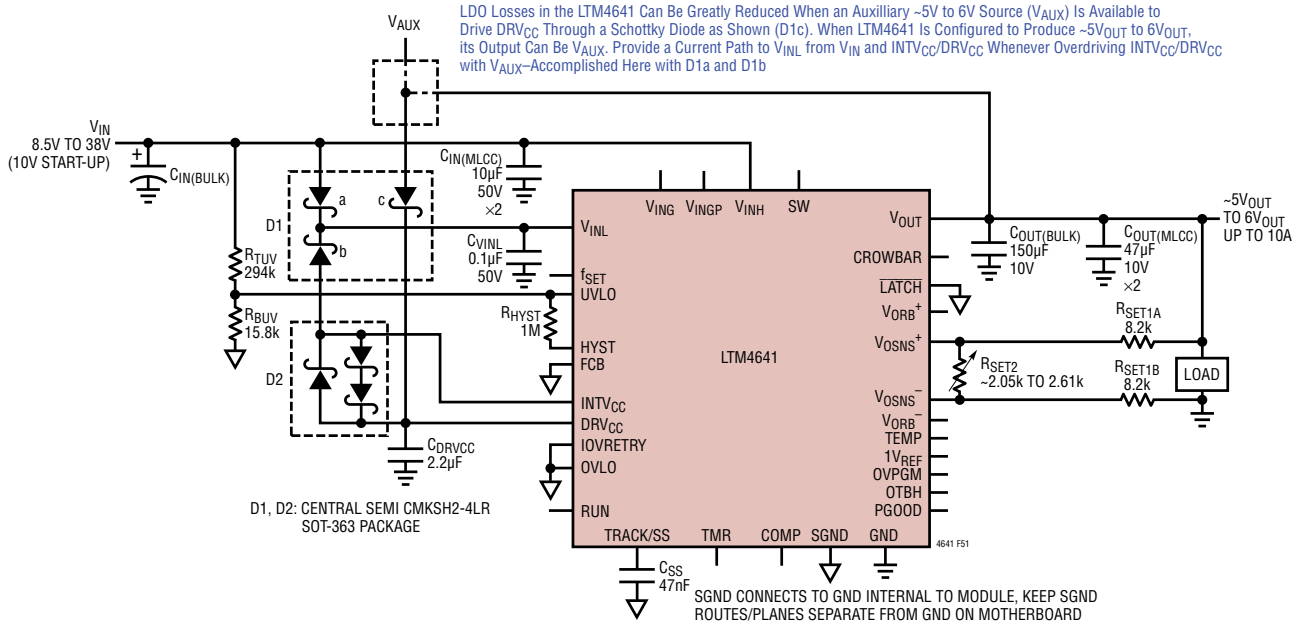 LDO Losses in the LTM4641 Can Be Greatly Reduced When an Auxilliary ~5V to 6V Source (VAUX) Is Available to
Drive DRVCC Through a Schottky Diode as Shown (D1c). When LTM4641 Is Configured to Produce ~5VOUT to 6VOUT,
its Output Can Be VAUX. Provide a Current Path to VINL from VIN and INTVCC/DRVCC Whenever Overdriving INTVCC/DRVCC
with VAUX–Accomplished Here with D1a and D1b
VAUX
VIN
8.5V TO 38V
(10V START-UP)
+
CIN(BULK)
CIN(MLCC)
10µF
50V
×2
D1
a
c
b
CVINL
0.1µF
50V
RTUV
294k
RBUV
15.8k
RHYST
1M
D2
CDRVCC
2.2µF
D1, D2: CENTRAL SEMI CMKSH2-4LR
SOT-363 PACKAGE
VING
VINGP
VINH
SW
VINL
fSET
UVLO
HYST
FCB
INTVCC
DRVCC
IOVRETRY
OVLO
RUN
LTM4641
TRACK/SS
TMR
COMP
SGND
GND
VOUT
CROWBAR
LATCH
VORB+
VOSNS+
VOSNS–
VORB–
TEMP
1VREF
OVPGM
OTBH
PGOOD
COUT(BULK)
150µF
10V
COUT(MLCC)
47µF
10V
×2
~5VOUT
TO 6VOUT
UP TO 10A
RSET1A
8.2k
RSET2
~2.05k TO 2.61k
RSET1B
8.2k
LOAD
4641 F51
CSS
47nF
SGND CONNECTS TO GND INTERNAL TO MODULE, KEEP SGND
ROUTES/PLANES SEPARATE FROM GND ON MOTHERBOARD